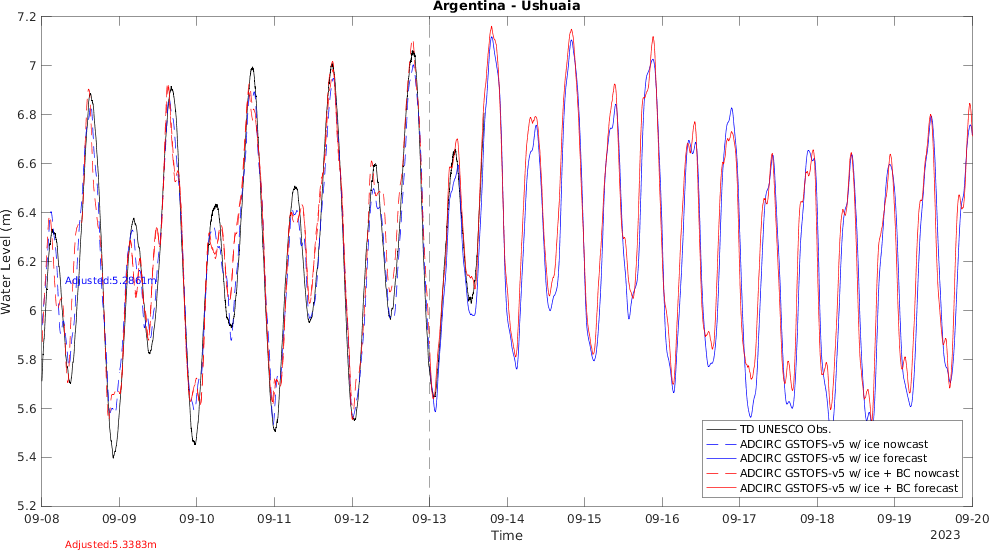 Argentina - Ushuaia
7.2
7
6.8
6.6
6.4
6.2
6
5.8
5.6
5.4
5.2
Water Level (m)
Adjusted:5.2861m
TD UNESCO Obs.
ADCIRC GSTOFS-v5 w/ ice nowcast
ADCIRC GSTOFS-v5 w/ ice forecast
ADCIRC GSTOFS-v5 w/ ice + BC nowcast
ADCIRC GSTOFS-v5 w/ ice + BC forecast
09-08 09-09 09-10 09-11 09-12 09-13 09-14 09-15 09-16 09-17 09-18 09-19 09-20
Time
2023
Adjusted:5.3383m